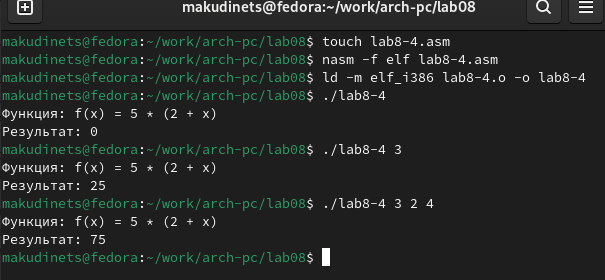 makudinets@fedora:~/work/arch-pc/lab08
makudinets@fedora:~/work/arch-pc/lab08$ touch lab8-4.asm
makudinets@fedora:~/work/arch-pc/lab08$ nasm -f elf lab8-4.asm
makudinets@fedora:~/work/arch-pc/lab08$ ld -m elf_i386 lab8-4.o -o lab8-4
makudinets@fedora:~/work/arch-pc/lab08$ ./lab8-4
Функция: f(x) = 5 * (2 + x)
Результат: 0
makudinets@fedora:~/work/arch-pc/lab08$ ./lab8-4 3
Функция: f(x) = 5 * (2 + x)
Результат: 25
makudinets@fedora:~/work/arch-pc/lab08$ ./lab8-4 3 2 4
Функция: f(x) = 5 * (2 + x)
Результат: 75
makudinets@fedora:~/work/arch-pc/lab08$